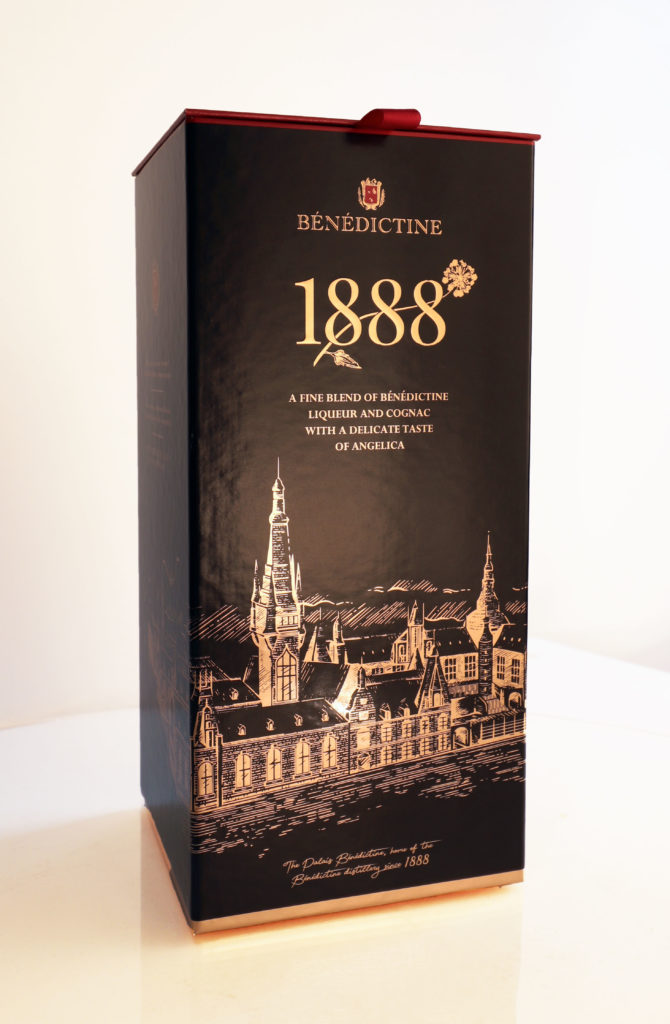 BÉNÉDICTINE
1888
A FINE BLEND OF BÉNÉDICTINE
LIQUEUR AND COGNAC
WITH A DELICATE TASTE
OF ANGELICA
The Palais Bénédictine, home of the
Bénédictine distillery since 1888